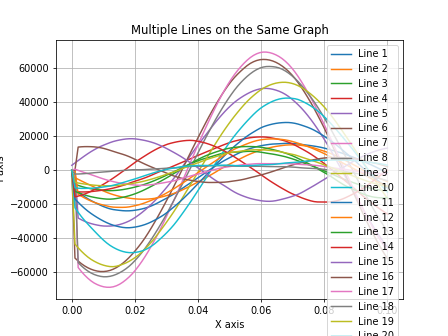 Multiple Lines on the Same Graph
60000
40000
20000
0
−20000
−40000
−60000
0.00
0.02
0.04
0.06
X axis
axis
Line 1
Line 2
Line 3
Line 4
Line 5
Line 6
Line 7
Line 8
Line 9
Line 10
Line 11
Line 12
Line 13
Line 14
Line 15
Line 16
Line 17
Line 18
Line 19
Line 20